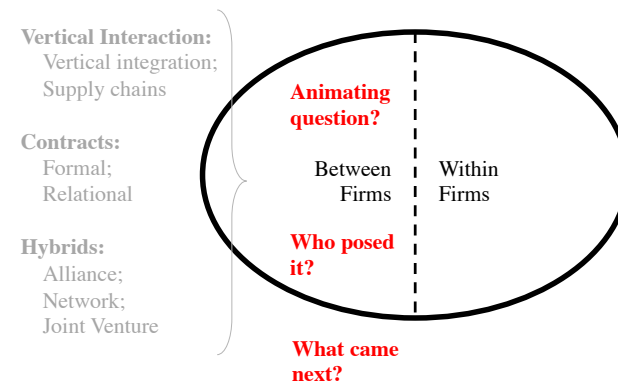 Vertical Interaction:
Vertical integration;
Supply chains
Contracts:
Formal;
Relational
Hybrids:
Alliance;
Network;
Joint Venture
Animating
question?
Between
Firms
Within
Firms
Who posed
it?
What came
next?